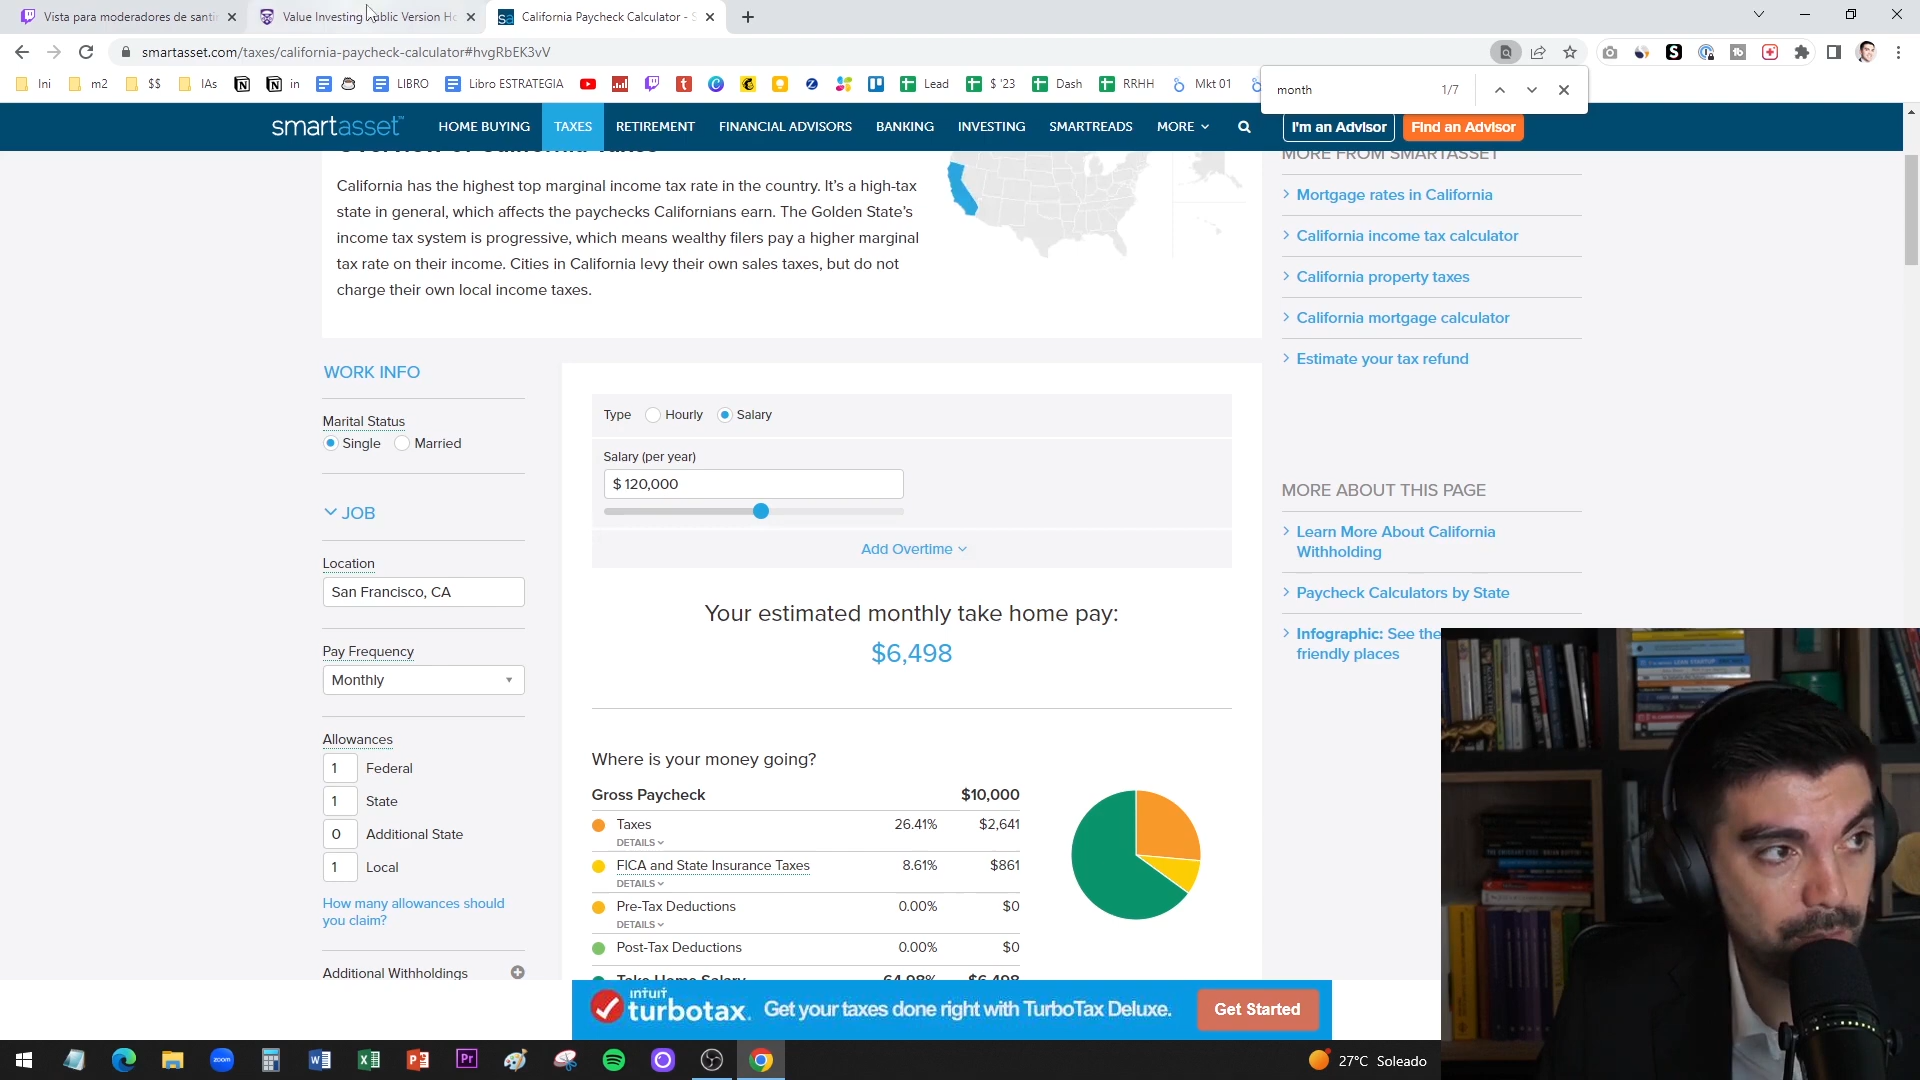 Vista para moderadores de santi
Value Investing Public Version Ho
California Paycheck Calculator - S
smartasset.com/taxes/california-paycheck-calculator#hvgRbEK3vV
Ini
m2
$$
IAs
in
LIBRO
Libro ESTRATEGIA
Lead
$ '23
Dash
RRHH
Mkt 01
month
1/7
smartasset
HOME BUYING
TAXES
RETIREMENT
FINANCIAL ADVISORS
BANKING
INVESTING
SMARTREADS
MORE
I'm an Advisor
Find an Advisor
Overview of California Taxes
California has the highest top marginal income tax rate in the country. It's a high-tax
state in general, which affects the paychecks Californians earn. The Golden State's
income tax system is progressive, which means wealthy filers pay a higher marginal
tax rate on their income. Cities in California levy their own sales taxes, but do not
charge their own local income taxes.
MORE FROM SMARTASSET
Mortgage rates in California
California income tax calculator
California property taxes
California mortgage calculator
Estimate your tax refund
WORK INFO
Marital Status
Single
Married
JOB
Location
San Francisco, CA
Pay Frequency
Monthly
Allowances
1 Federal
1 State
0 Additional State
1 Local
How many allowances should
you claim?
Additional Withholdings
Type
Hourly
Salary
Salary (per year)
$ 120,000
Add Overtime
Your estimated monthly take home pay:
$6,498
Where is your money going?
Gross Paycheck $10,000
Taxes 26.41% $2,641
DETAILS
FICA and State Insurance Taxes 8.61% $861
DETAILS
Pre-Tax Deductions 0.00% $0
DETAILS
Post-Tax Deductions 0.00% $0
Take Home Salary 64.98% $6,498
MORE ABOUT THIS PAGE
Learn More About California
Withholding
Paycheck Calculators by State
Infographic: See the
friendly places
intuit
turbotax
Get your taxes done right with TurboTax Deluxe.
Get Started
27°C Soleado